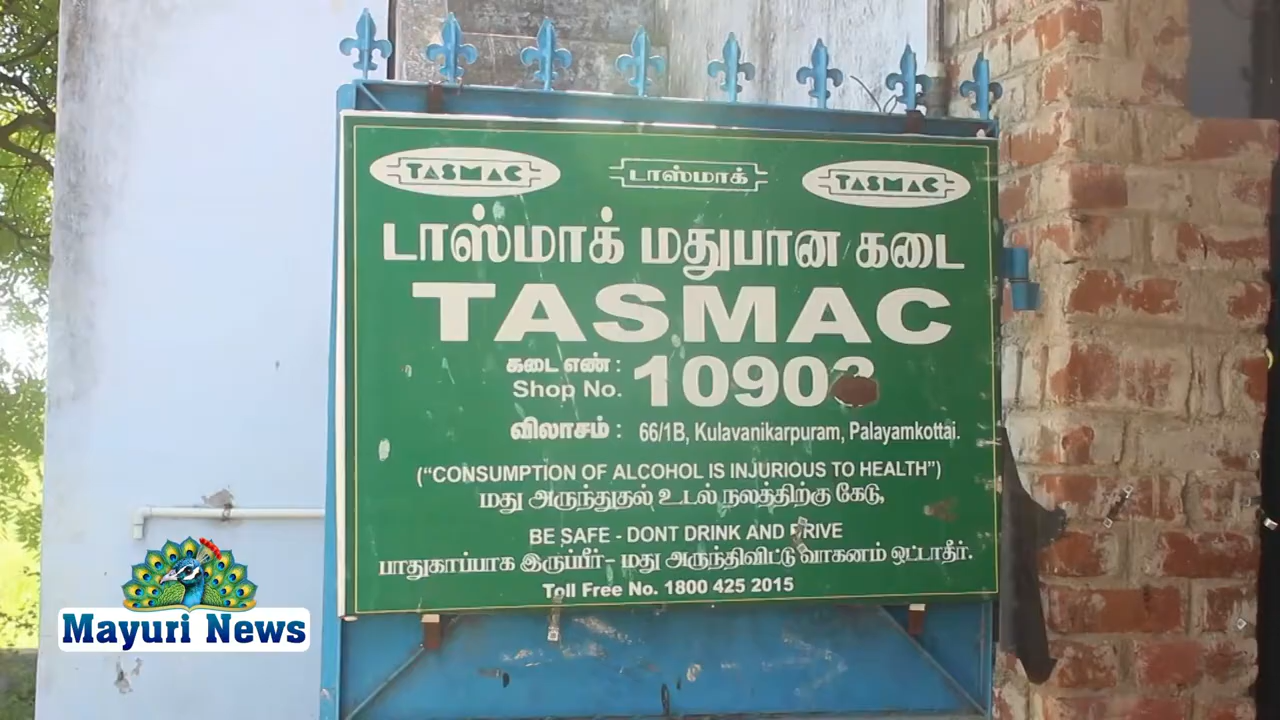 TASMAC டாஸ்மாக் TASMAC
டாஸ்மாக் மதுபான கடை
TASMAC
கடை எண் :
Shop No.
விலாசம் : 66/1B, Kulavanikarpuram, Palayamkottai.
("CONSUMPTION OF ALCOHOL IS INJURIOUS TO HEALTH")
மது அருந்துதல் உடல் நலத்திற்கு கேடு,
BE SAFE - DONT DRINK AND DRIVE
பாதுகாப்பாக இருப்பீர்- மது அருந்திவிட்டு வாகனம் ஓட்டாதீர்.
Toll Free No. 1800 425 2015
Mayuri News